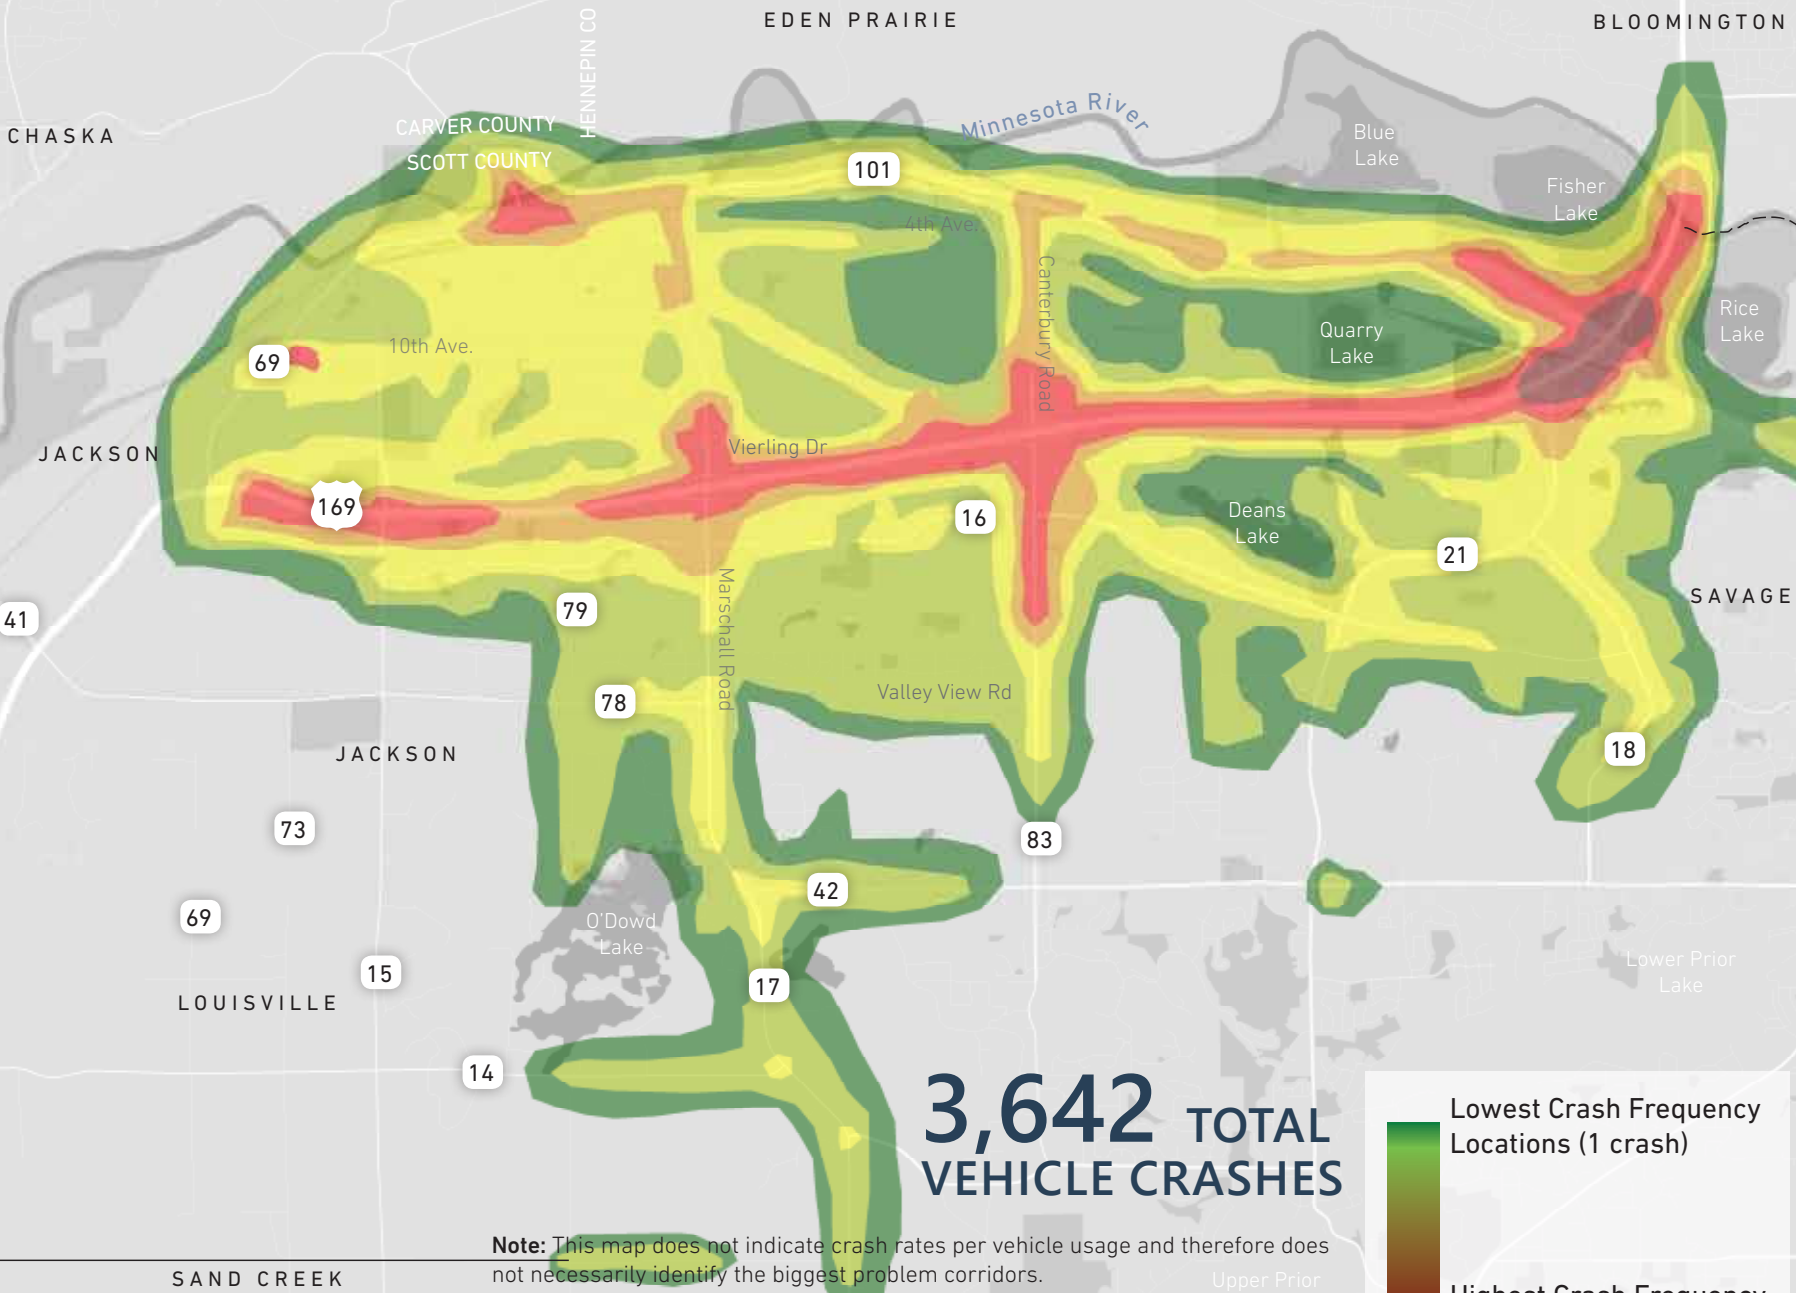 EDEN PRAIRIE
BLOOMINGTON
HENNEPIN CO
CHASKA
CARVER COUNTY
SCOTT COUNTY
Minnesota River
Blue
Lake
101
Fisher
Lake
4th Ave.
Canterbury Road
Rice
Lake
Quarry
Lake
10th Ave.
69
JACKSON
Vierling Dr
169
16
Deans
Lake
21
SAVAGE
41
79
Marschall Road
Valley View Rd
78
18
JACKSON
73
83
42
69
O'Dowd
Lake
15
17
Lower Prior
Lake
LOUISVILLE
14
3,642 TOTAL
VEHICLE CRASHES
Lowest Crash Frequency
Locations (1 crash)
Note: This map does not indicate crash rates per vehicle usage and therefore does
not necessarily identify the biggest problem corridors.
SAND CREEK
Upper Prior
Highest Crash Frequency